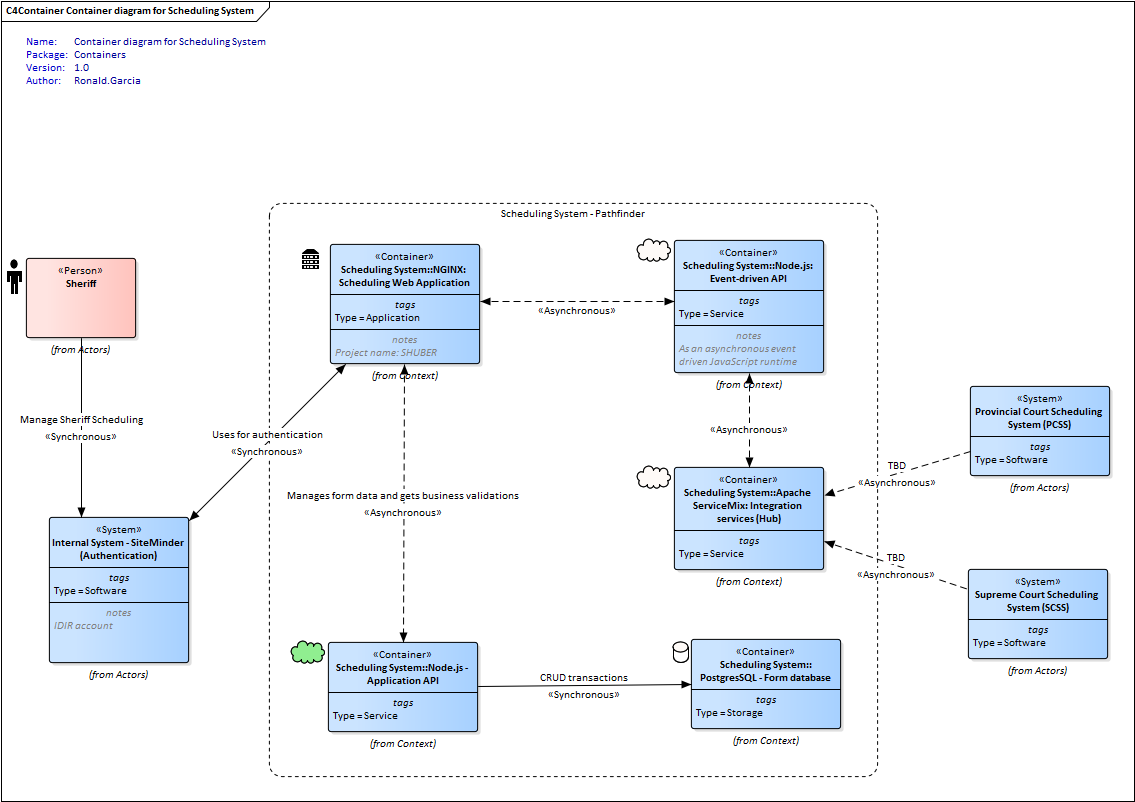 C4Container Container diagram for Scheduling System
Name: Container diagram for Scheduling System
Package: Containers
Version: 1.0
Author: Ronald.Garcia
Scheduling System - Pathfinder
«Person»
Sheriff
(from Actors)
«Container»
Scheduling System::NGINX:
Scheduling Web Application
tags
Type = Application
notes
Project name: SHUBER
(from Context)
«Asynchronous»
«Container»
Scheduling System::Node.js:
Event-driven API
tags
Type = Service
notes
As an asynchronous event
driven JavaScript runtime
(from Context)
Manage Sheriff Scheduling
«Synchronous»
Uses for authentication
«Synchronous»
Manages form data and gets business validations
«Asynchronous»
«Asynchronous»
«System»
Provincial Court Scheduling
System (PCSS)
tags
Type = Software
(from Actors)
TBD
«Asynchronous»
«Container»
Scheduling System::Apache
ServiceMix: Integration
services (Hub)
tags
Type = Service
(from Context)
TBD
«Asynchronous»
«System»
Supreme Court Scheduling
System (SCSS)
tags
Type = Software
(from Actors)
«System»
Internal System - SiteMinder
(Authentication)
tags
Type = Software
notes
IDIR account
(from Actors)
«Container»
Scheduling System::Node.js -
Application API
tags
Type = Service
(from Context)
CRUD transactions
«Synchronous»
«Container»
Scheduling System::
PostgresSQL - Form database
tags
Type = Storage
(from Context)